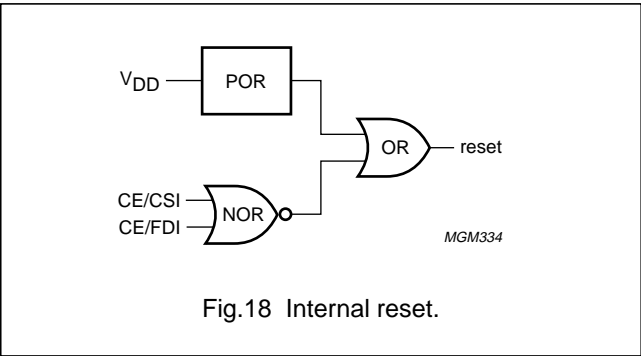 VDD
POR
OR
reset
CE/CSI
CE/FDI
NOR
MGM334
Fig.18 Internal reset.